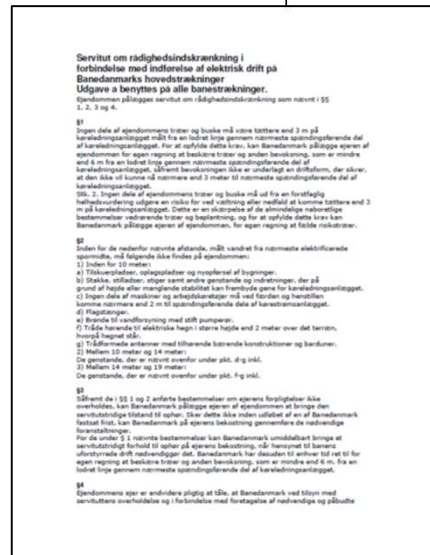 Servitut om rådighedsindskrænkning i
forbindelse med indførelse af elektrisk drift på
Banedanmarks hovedstrækninger
Udgave a benyttes på alle banestrækninger.
Ejendommen pålægges servitut om rådighedsindskrænkning som nævnt i §§
1, 2, 3 og 4.
§1
Ingen dele af ejendommens træer og buske må være tættere end 3 m på
køreledningsanlægget målt fra en lodret linje gennem nærmeste spændingsførende del
af køreledningsanlægget. For at opfylde dette krav, kan Banedanmark pålægge ejeren af
ejendommen for egen regning at beskære træer og anden bevoksning, som er mindre
end 6 m fra en lodret linje gennem nærmeste spændingsførende del af
køreledningsanlægget, såfremt bevoksningen ikke er underlagt en driftsform, der sikrer,
at den ikke vil kunne nå nærmere end 3 meter til nærmeste spændingsførende del af
køreledningsanlægget.
Stk. 2. Ingen dele af ejendommens træer og buske må ud fra en forstfaglig
helhedsvurdering udgøre en risiko for ved væltning eller nedfald at komme tættere end 3
m på køreledningsanlægget. Dette er en skærpelse af de almindelige naboretlige
bestemmelser vedrørende træer og beplantning, og for at opfylde dette krav kan
Banedanmark pålægge ejeren af ejendommen, for egen regning at fælde risikotræer.
§2
Inden for de nedenfor nævnte afstande, målt vandret fra nærmeste elektrificerede
spormidte, må følgende ikke findes på ejendommen:
1) Inden for 10 meter:
a) Tilskuerpladser, oplagspladser og nyopførsel af bygninger.
b) Stakke, stilladser, stiger samt andre genstande og indretninger, der på
grund af højde eller manglende stabilitet kan frembyde gene for køreledningsanlægget.
c) Ingen dele af maskiner og arbejdskøretøjer må ved færden og henstillen
komme nærmere end 2 m til spændingsførende dele af kørestrømsanlægget.
d) Flagstænger.
e) Brønde til vandforsyning med stift pumperør.
f) Tråde hørende til elektriske hegn i større højde end 2 meter over det terræn,
hvorpå hegnet står.
g) Trådformede antenner med tilhørende bærende konstruktioner og barduner.
2) Mellem 10 meter og 14 meter:
De genstande, der er nævnt ovenfor under pkt. d-g inkl.
3) Mellem 14 meter og 19 meter:
De genstande, der er nævnt ovenfor under pkt. f-g inkl.
§3
Såfremt de i §§ 1 og 2 anførte bestemmelser om ejerens forpligtelser ikke
overholdes, kan Banedanmark pålægge ejeren af ejendommen at bringe den
servitutstridige tilstand til ophør. Sker dette ikke inden udløbet af en af Banedanmark
fastsat frist, kan Banedanmark på ejerens bekostning gennemføre de nødvendige
foranstaltninger.
For de under § 1 nævnte bestemmelser kan Banedanmark umiddelbart bringe et
servitutstridigt forhold til ophør på ejerens bekostning, når hensynet til banens
uforstyrrede drift nødvendiggør det. Banedanmark har desuden til enhver tid ret til for
egen regning at beskære træer og anden bevoksning, som er mindre end 6 m. fra en
lodret linje gennem nærmeste spændingsførende del af køreledningsanlægget.
§4
Ejendommens ejer er endvidere pligtig at tåle, at Banedanmark ved tilsyn med
servituttens overholdelse og i forbindelse med foretagelse af nødvendige og påbudte